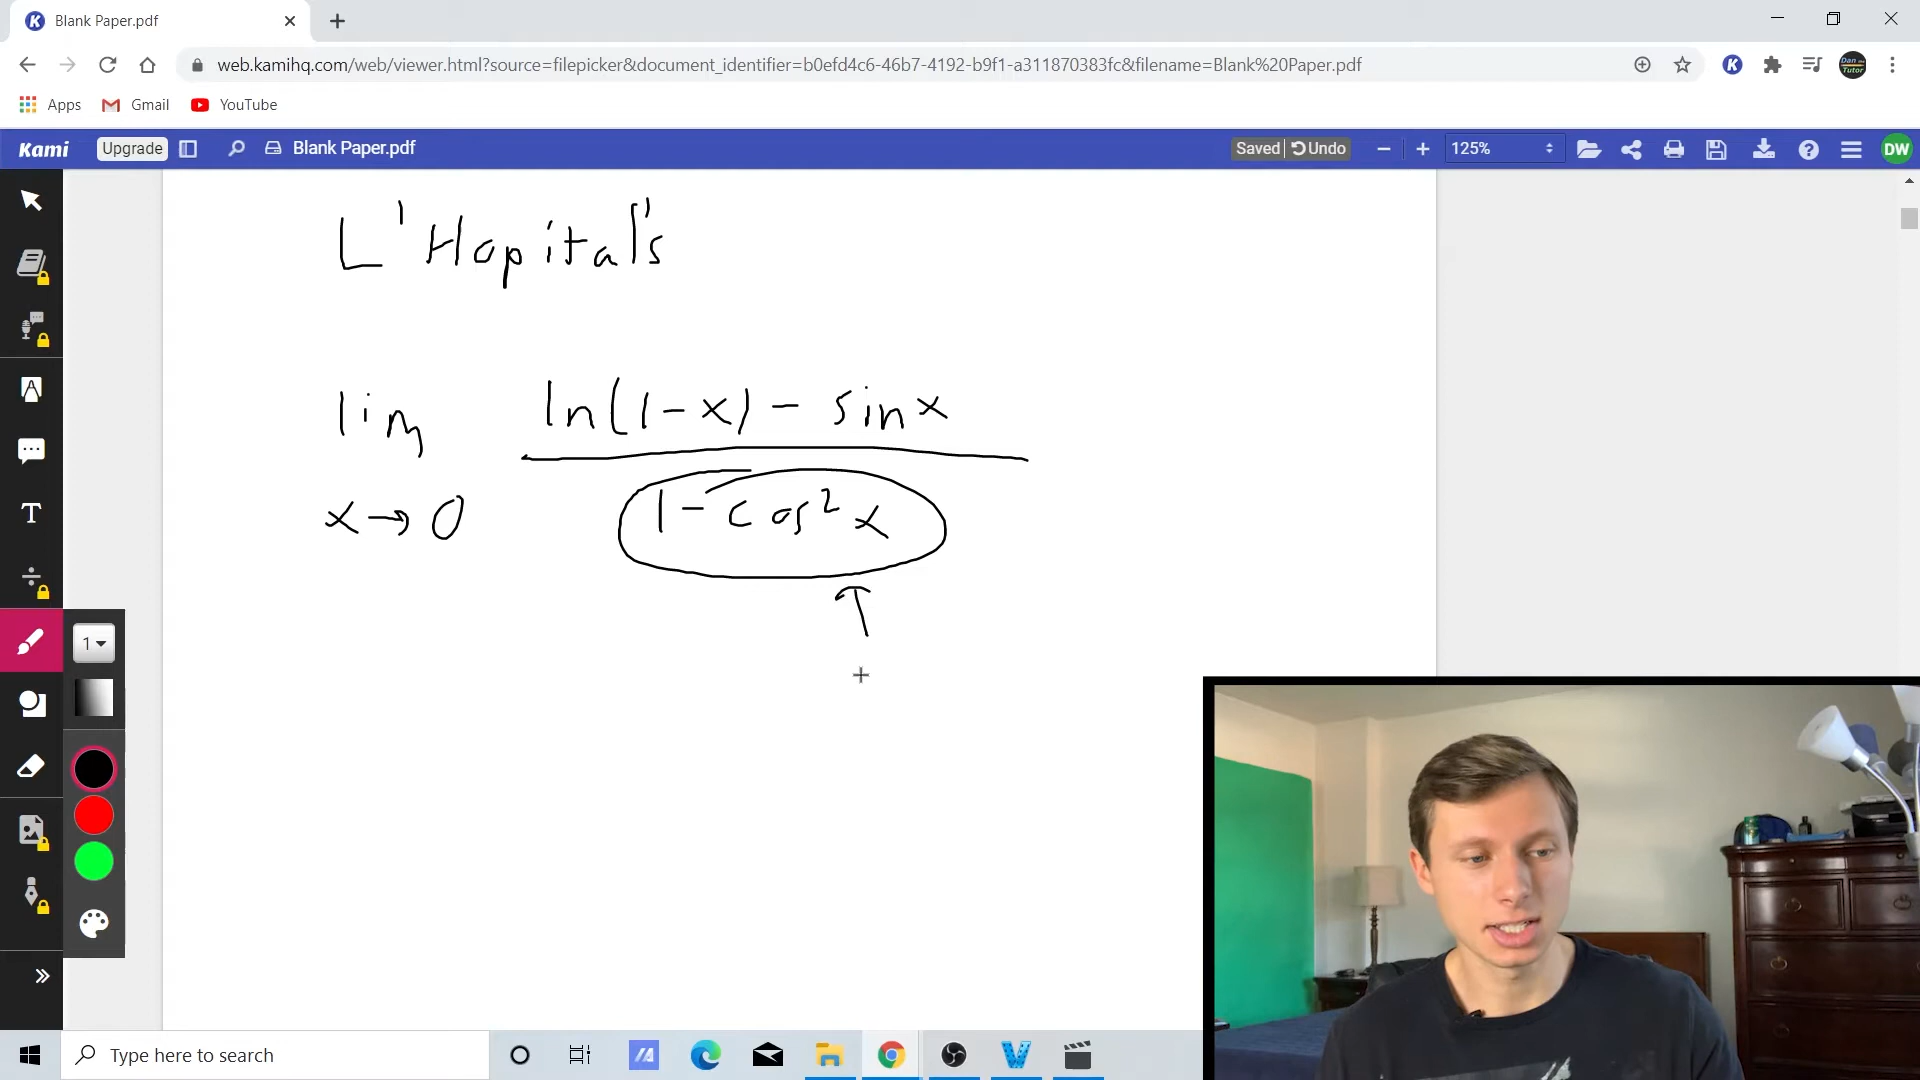 Blank Paper.pdf
web.kamihq.com/web/viewer.html?source=filepicker&document_identifier=b0efd4c6-46b7-4192-b9f1-a311870383fc&filename=Blank%20Paper.pdf
Apps Gmail YouTube
Kami Upgrade Blank Paper.pdf Saved Undo 125% DW
L'Hopital's
lim ln(1-x) - sinx
x→0 1-cos²x
1
Type here to search